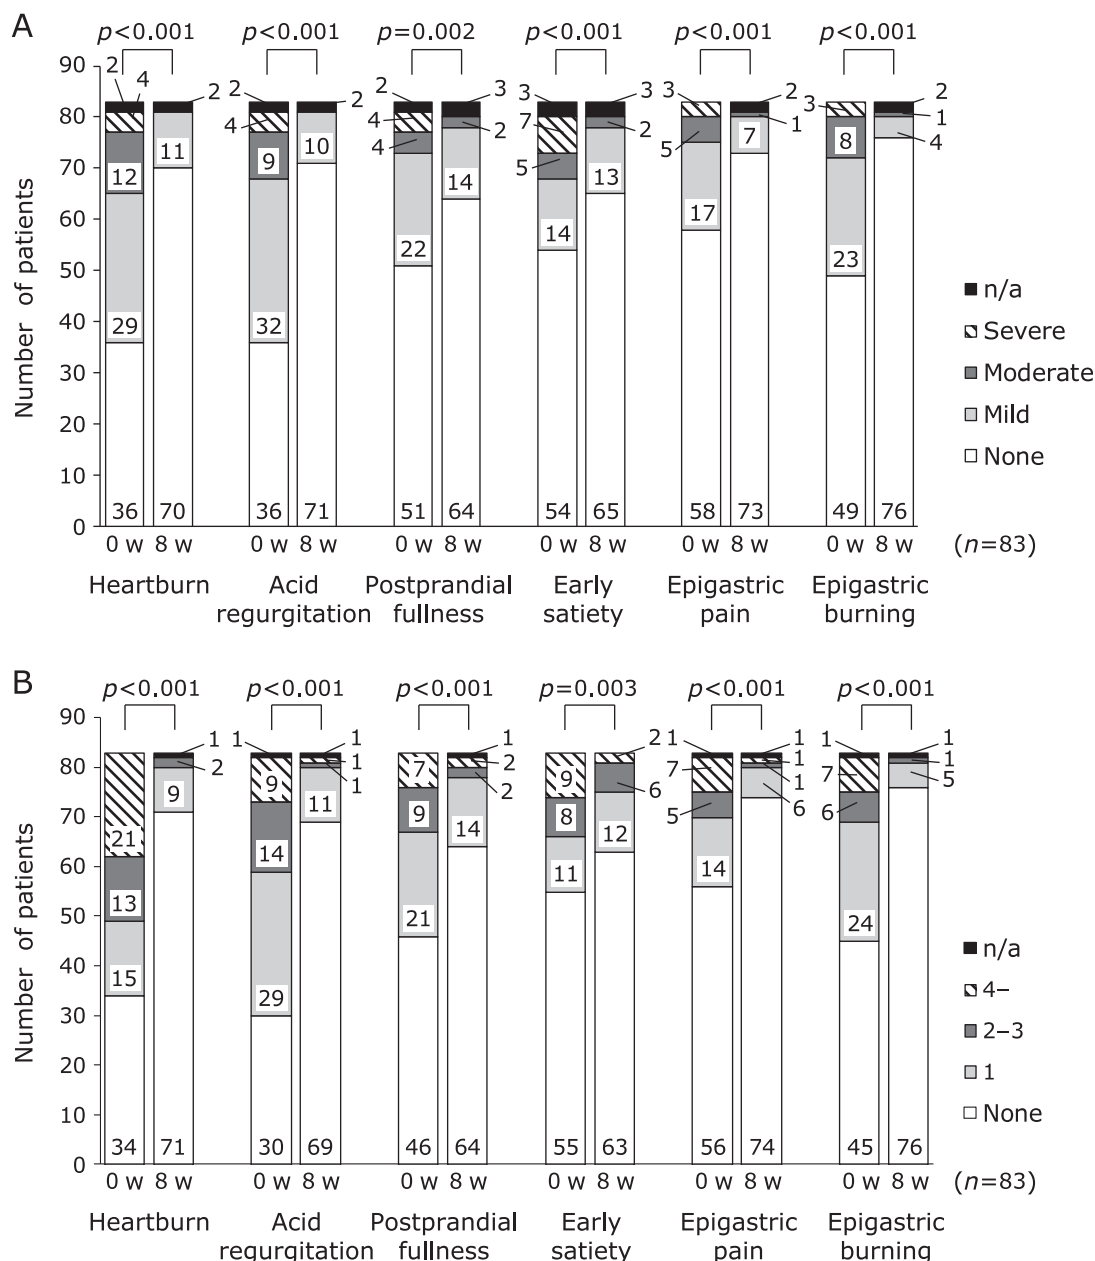 A
p<0.001 p<0.001 p=0.002 p<0.001 p<0.001 p<0.001
Number of patients
90
80
70
60
50
40
30
20
10
0
2 4 12 29 36
2 11 70
2 4 9 32 36
2 10 71
2 4 4 22 51
3 2 14 64
3 7 5 14 54
3 2 13 65
3 5 17 58
2 1 7 73
3 8 23 49
2 1 4 76
n/a
Severe
Moderate
Mild
None
0 w 8 w 0 w 8 w 0 w 8 w 0 w 8 w 0 w 8 w 0 w 8 w (n=83)
Heartburn Acid Postprandial Early Epigastric Epigastric
regurgitation fullness satiety pain burning
B
p<0.001 p<0.001 p<0.001 p=0.003 p<0.001 p<0.001
Number of patients
90
80
70
60
50
40
30
20
10
0
21 13 15 34
1 2 9 71
1 9 14 29 30
1 1 1 11 69
7 9 21 46
1 2 2 14 64
9 8 11 55
2 6 12 63
1 7 5 14 56
1 1 1 6 74
1 7 6 24 45
1 1 5 76
n/a
4–
2–3
1
None
0 w 8 w 0 w 8 w 0 w 8 w 0 w 8 w 0 w 8 w 0 w 8 w (n=83)
Heartburn Acid Postprandial Early Epigastric Epigastric
regurgitation fullness satiety pain burning